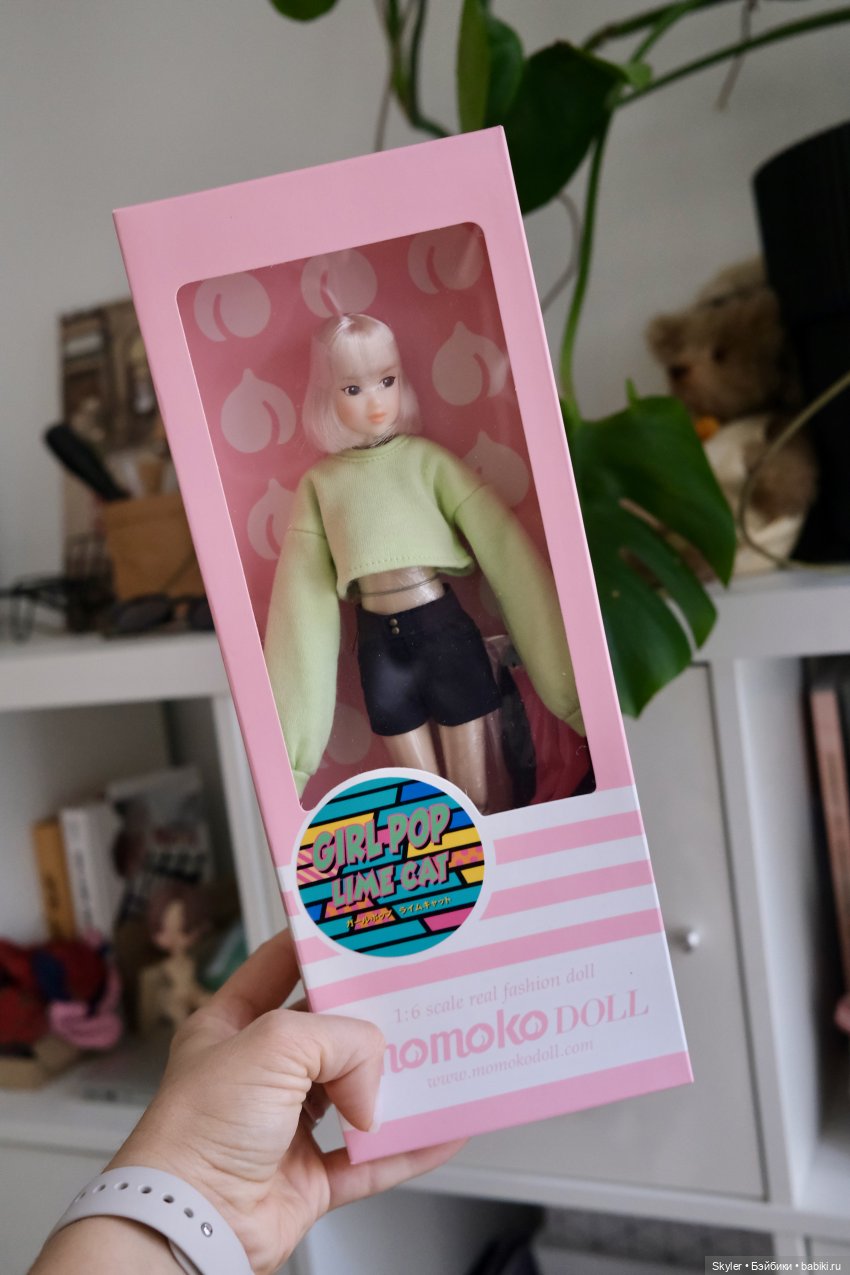 GIRL POP
LIME CAT
ガールポップ ライムキャット
1:6 scale real fashion doll
momoko DOLL
www.momokodoll.com
Skyler • Бэйбики • babiki.ru